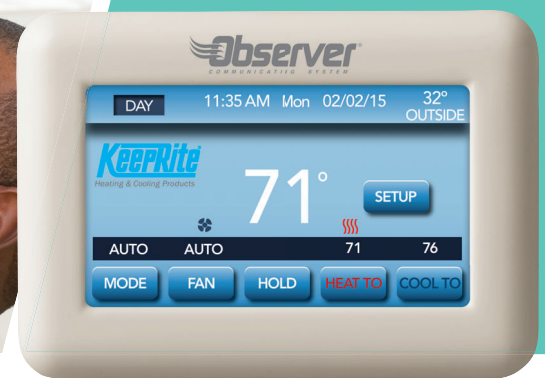 Observer
COMMUNICATING SYSTEM
DAY 11:35 AM Mon 02/02/15 32°
OUTSIDE
KeepRite
Heating & Cooling Products
71°
SETUP
AUTO AUTO 71 76
MODE FAN HOLD HEAT TO COOL TO